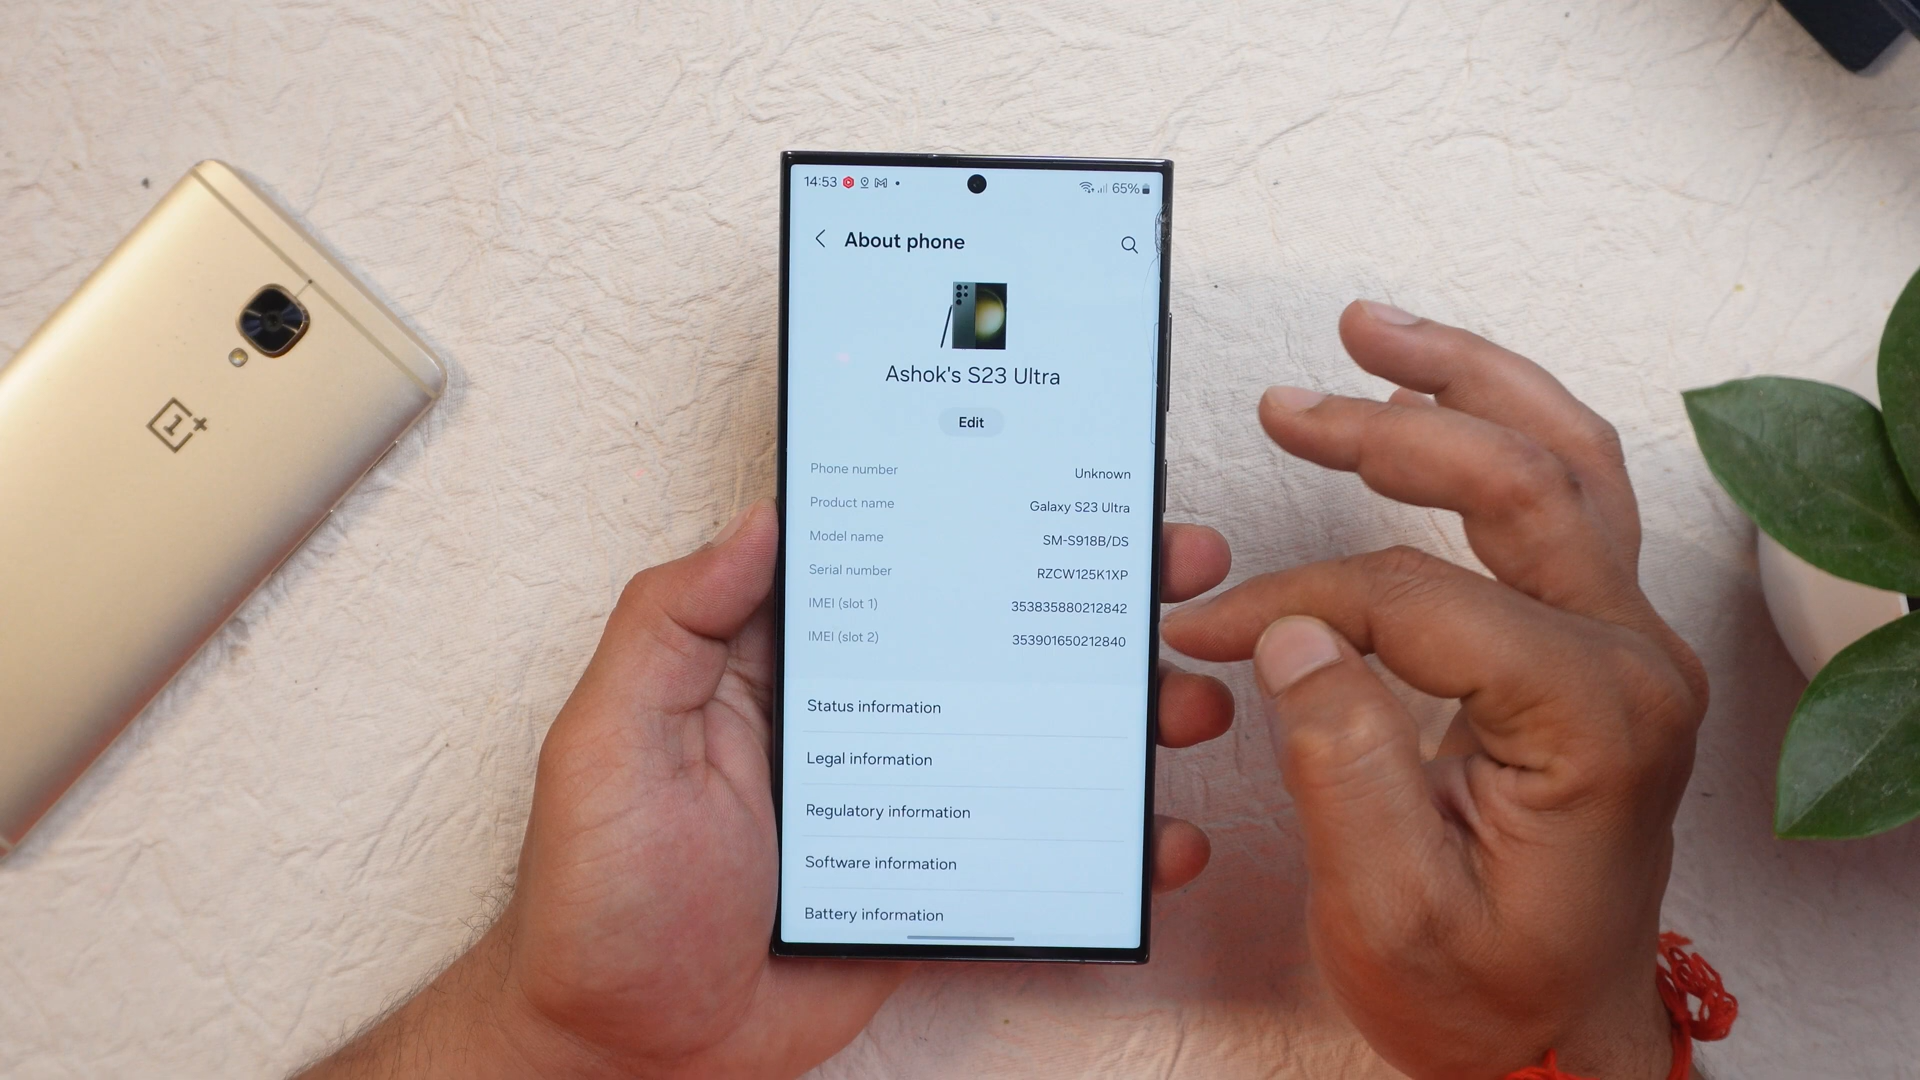 14:53
65%
About phone
Ashok's S23 Ultra
Edit
Phone number Unknown
Product name Galaxy S23 Ultra
Model name SM-S918B/DS
Serial number RZCW125K1XP
IMEI (slot 1) 353835880212842
IMEI (slot 2) 353901650212840
Status information
Legal information
Regulatory information
Software information
Battery information
1+